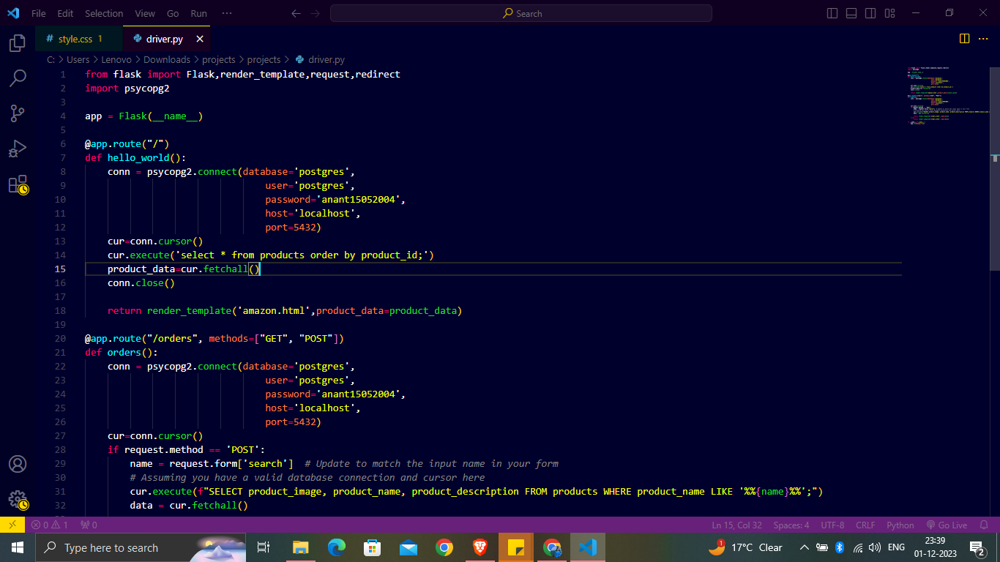 File Edit Selection View Go Run ··· Search
# style.css 1 driver.py
C: > Users > Lenovo > Downloads > projects > projects > driver.py
1 from flask import Flask,render_template,request,redirect
2 import psycopg2
3
4 app = Flask(__name__)
5
6 @app.route("/")
7 def hello_world():
8     conn = psycopg2.connect(database='postgres',
9                             user='postgres',
10                             password='anant15052004',
11                             host='localhost',
12                             port=5432)
13     cur=conn.cursor()
14     cur.execute('select * from products order by product_id;')
15     product_data=cur.fetchall()
16     conn.close()
17
18     return render_template('amazon.html',product_data=product_data)
19
20 @app.route("/orders", methods=["GET", "POST"])
21 def orders():
22     conn = psycopg2.connect(database='postgres',
23                             user='postgres',
24                             password='anant15052004',
25                             host='localhost',
26                             port=5432)
27     cur=conn.cursor()
28     if request.method == 'POST':
29         name = request.form['search']  # Update to match the input name in your form
30         # Assuming you have a valid database connection and cursor here
31         cur.execute(f"SELECT product_image, product_name, product_description FROM products WHERE product_name LIKE '%%{name}%%';")
32         data = cur.fetchall()
0 1 0 Ln 15, Col 32 Spaces: 4 UTF-8 CRLF Python Go Live
Type here to search 1 17°C Clear ENG 23:39
01-12-2023 2